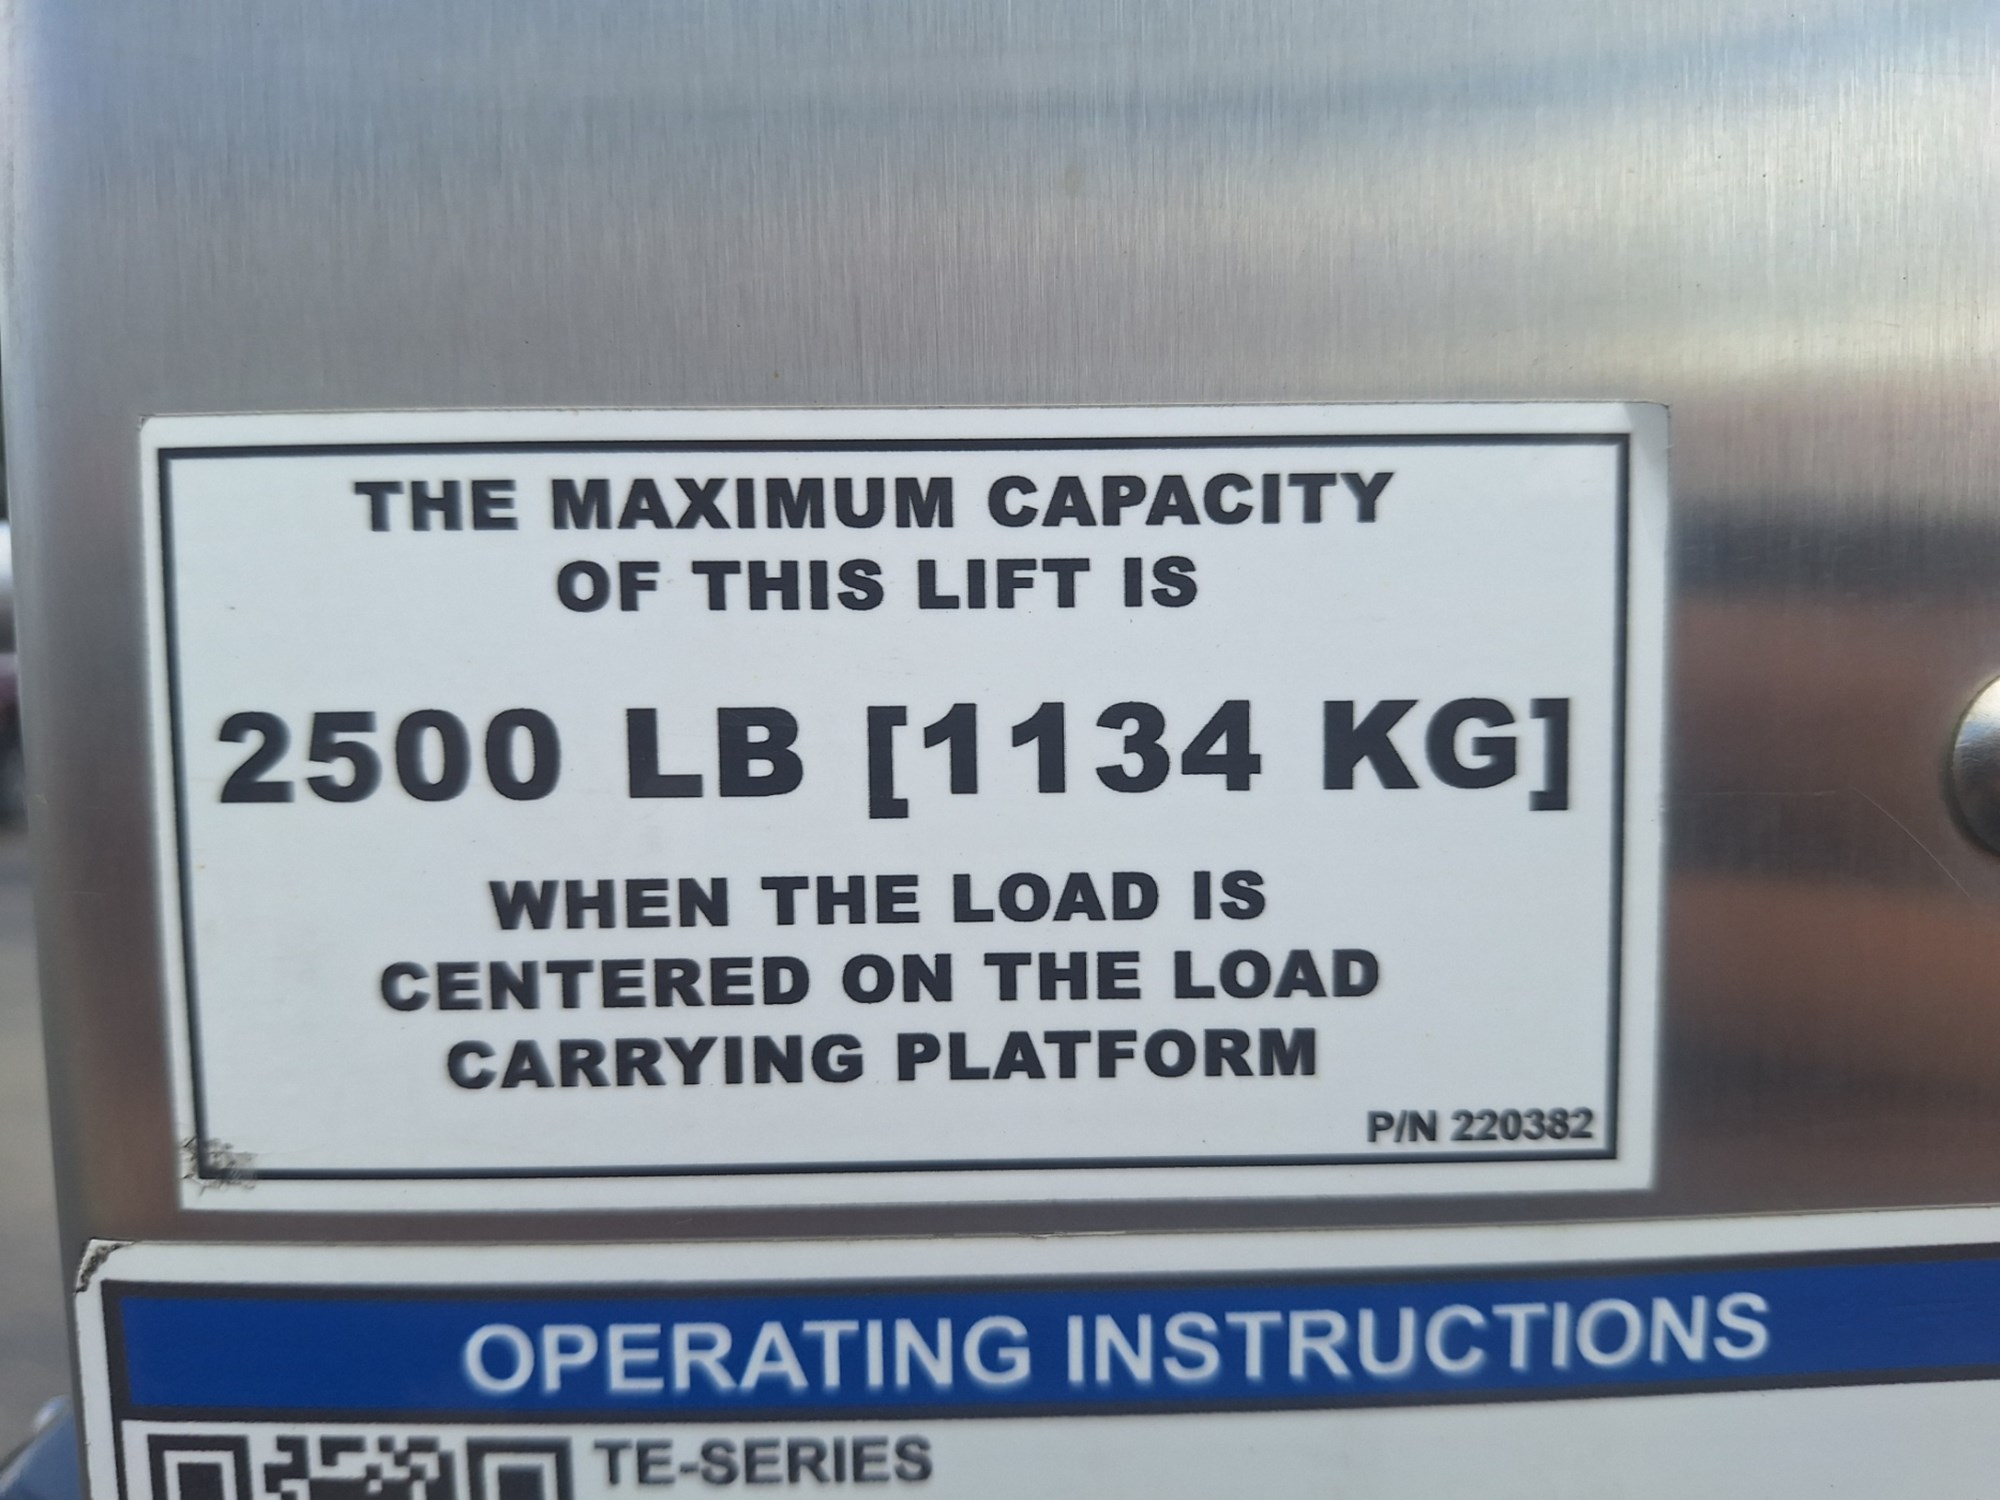 THE MAXIMUM CAPACITY
OF THIS LIFT IS
2500 LB [1134 KG]
WHEN THE LOAD IS
CENTERED ON THE LOAD
CARRYING PLATFORM
P/N 220382
OPERATING INSTRUCTIONS
TE-SERIES